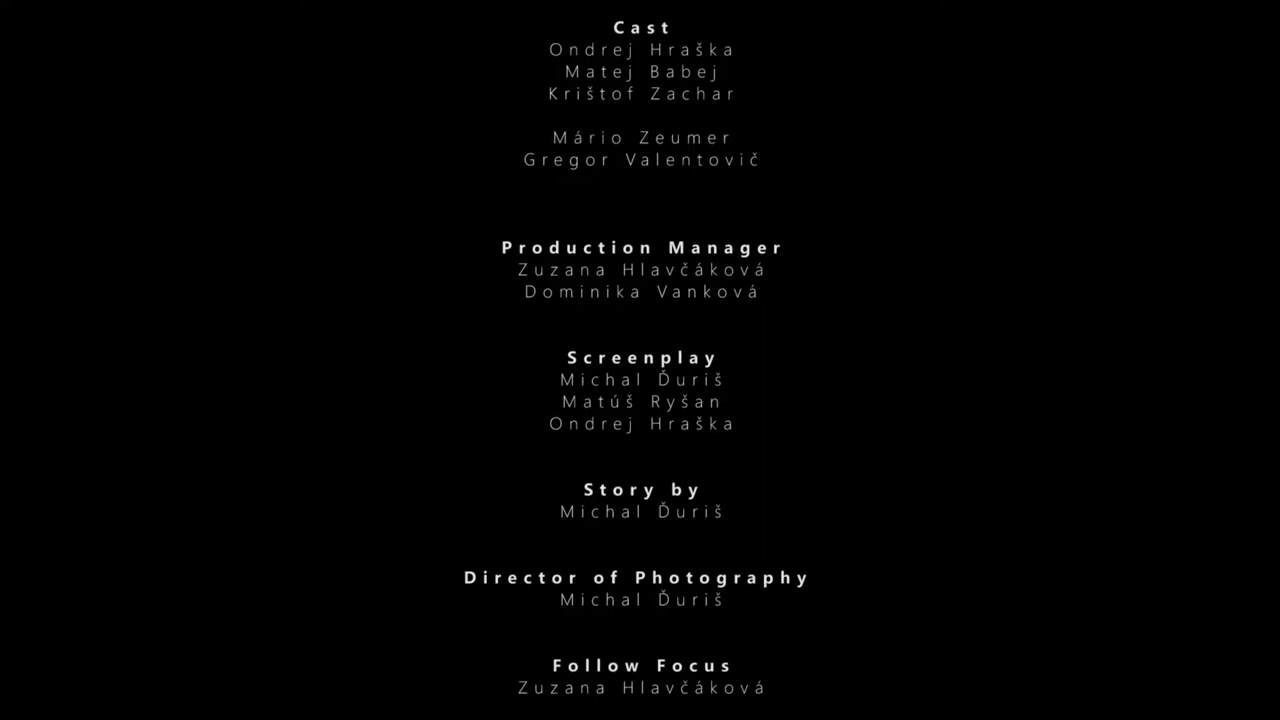 Cast
Ondrej Hraška
Matej Babej
Krištof Zachar
Mário Zeumer
Gregor Valentovič
Production Manager
Zuzana Hlavčáková
Dominika Vanková
Screenplay
Michal Ďuriš
Matúš Ryšan
Ondrej Hraška
Story by
Michal Ďuriš
Director of Photography
Michal Ďuriš
Follow Focus
Zuzana Hlavčáková